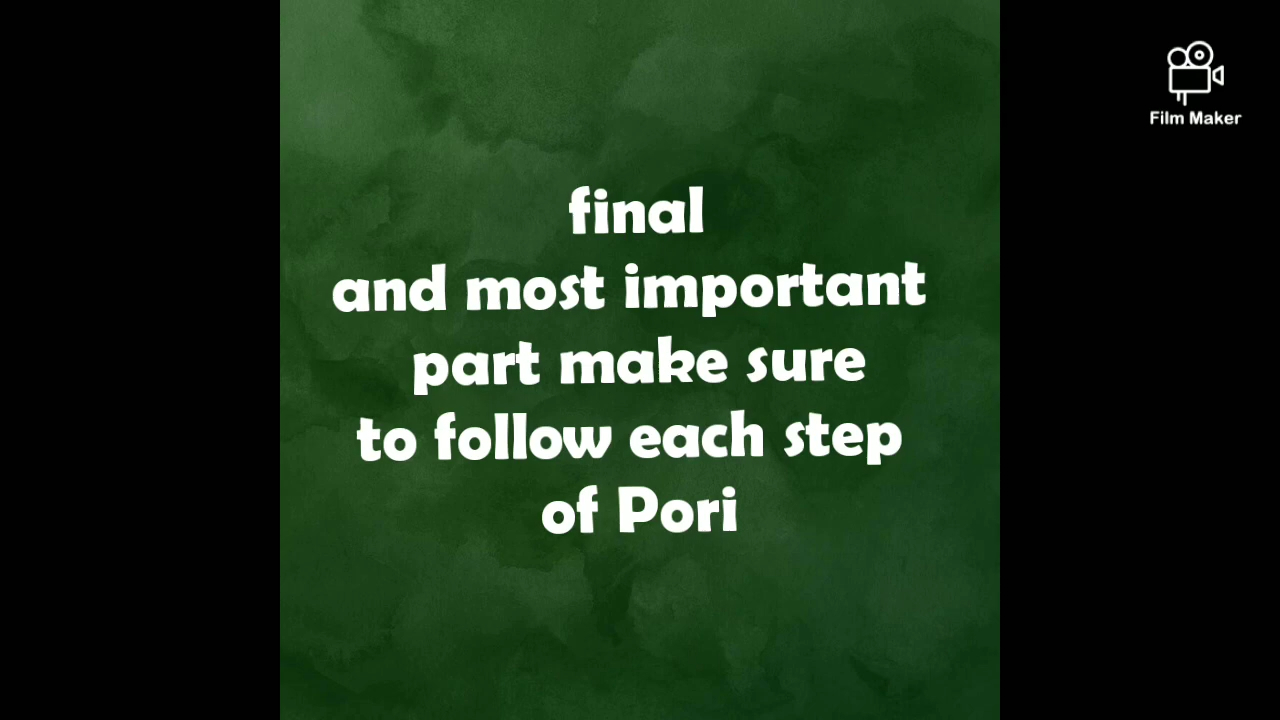 final
and most important
part make sure
to follow each step
of Pori
Film Maker